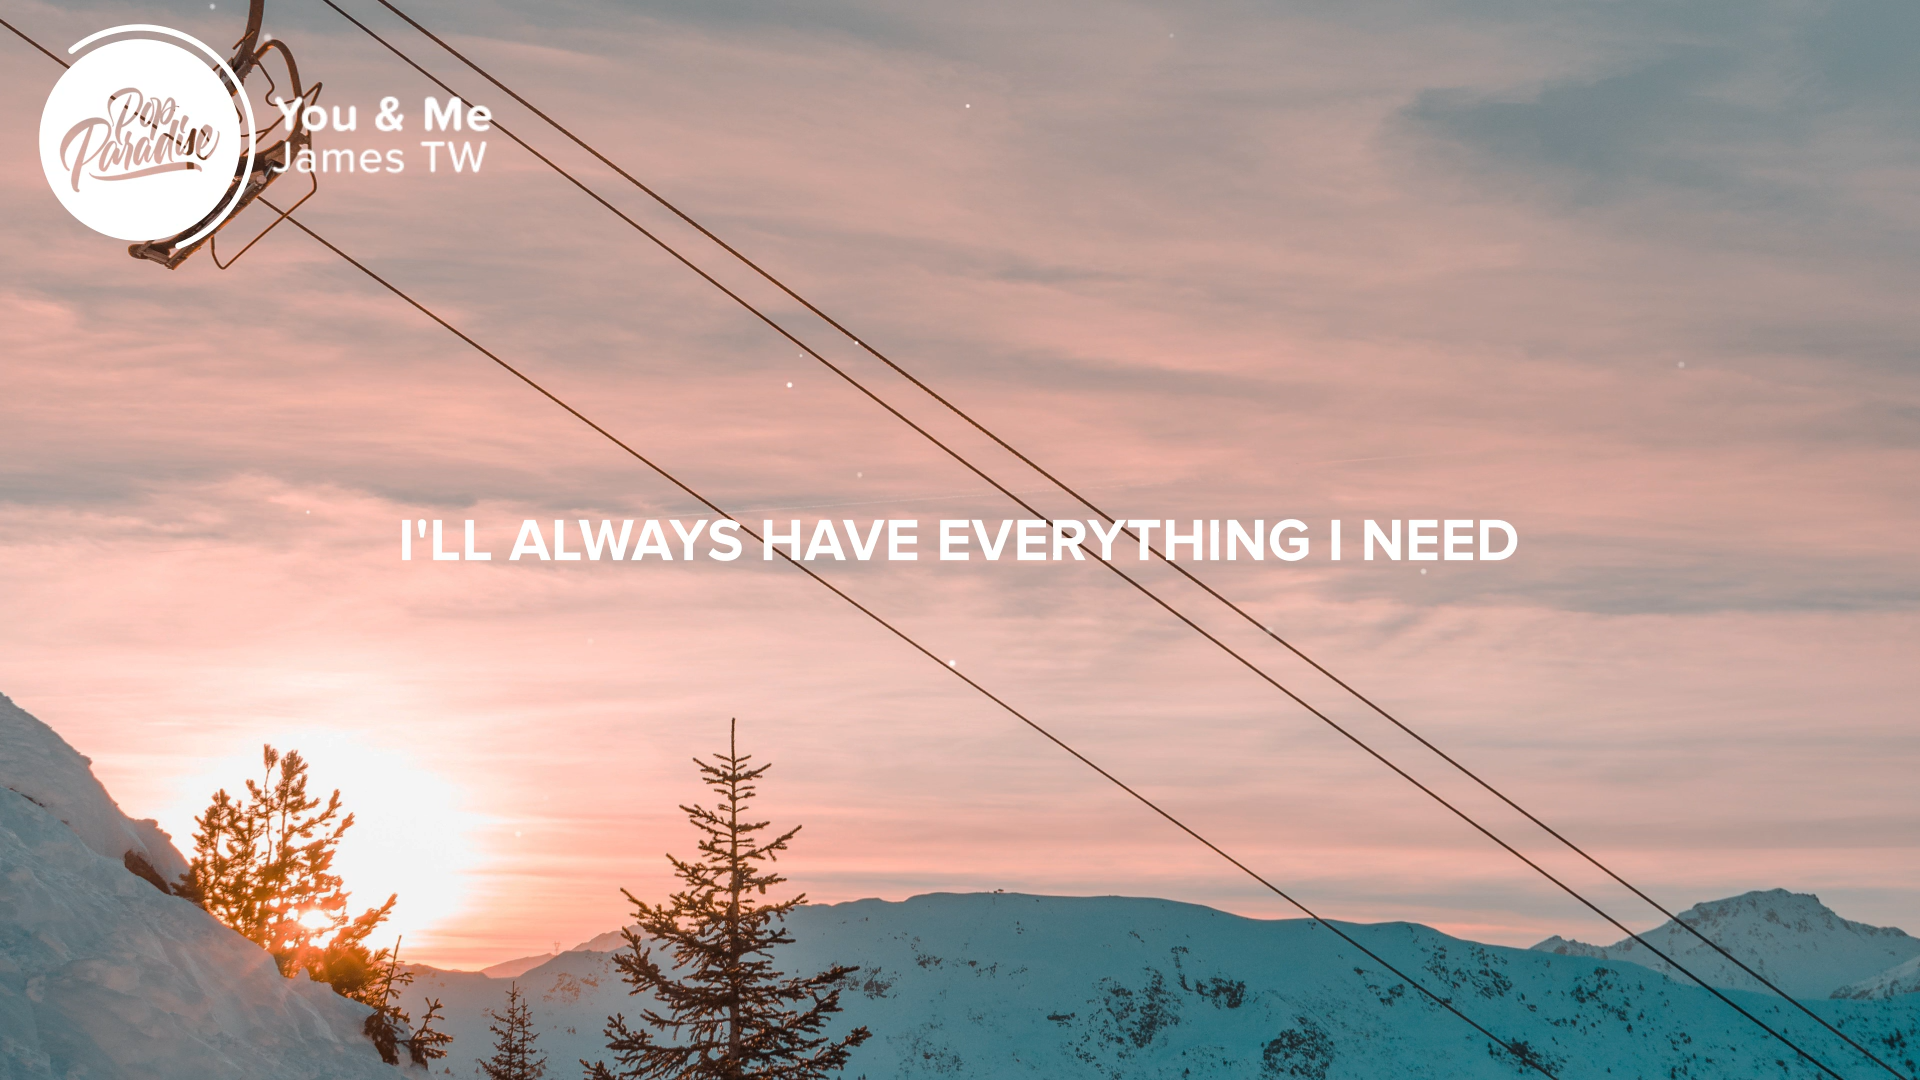 Pop
Paradise
You & Me
James TW
I'LL ALWAYS HAVE EVERYTHING I NEED